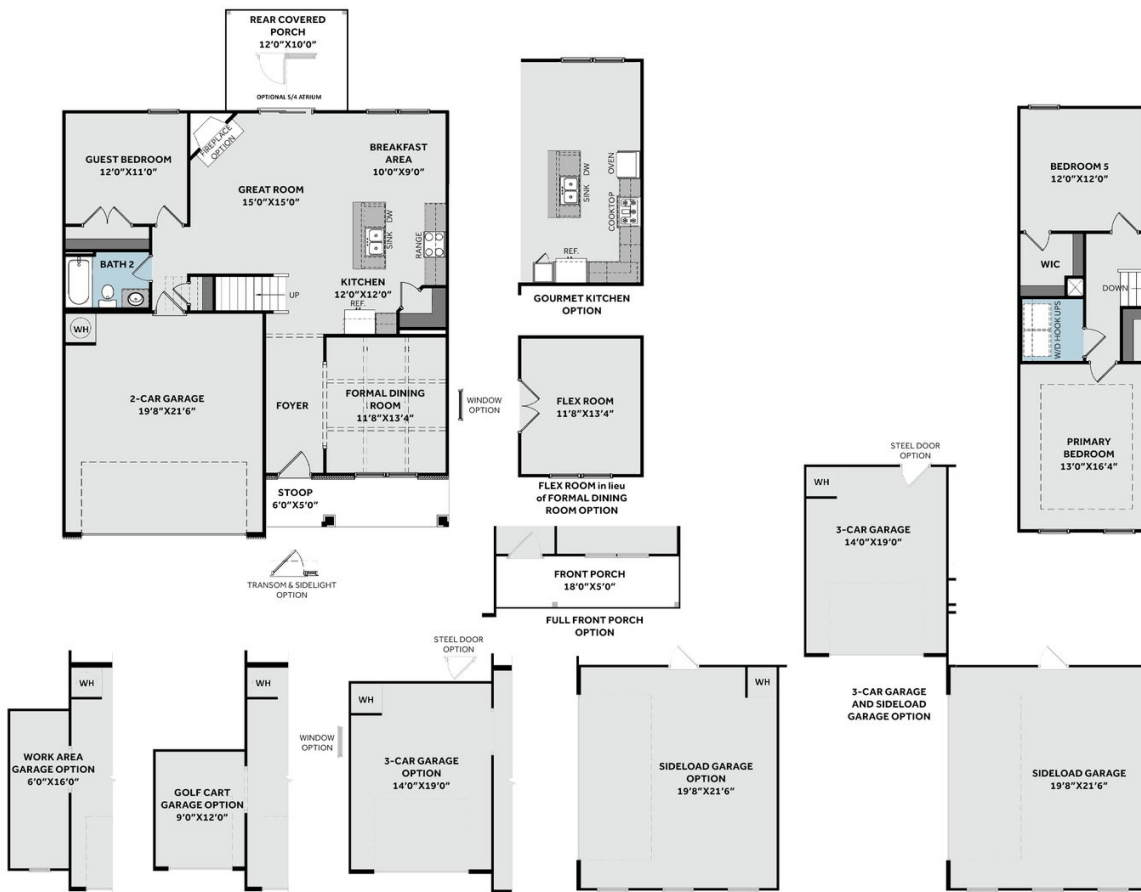 REAR COVERED
PORCH
12'0"X10'0"
OPTIONAL 5/4 ATRIUM
GUEST BEDROOM
12'0"X11'0"
FIREPLACE
OPTION
BREAKFAST
AREA
10'0"X9'0"
GREAT ROOM
15'0"X15'0"
SINK DW
RANGE
BATH 2
UP
KITCHEN
12'0"X12'0"
REF.
WH
2-CAR GARAGE
19'8"X21'6"
FOYER
FORMAL DINING
ROOM
11'8"X13'4"
WINDOW
OPTION
STOOP
6'0"X5'0"
TRANSOM & SIDELIGHT
OPTION
SINK DW
OVEN
COOKTOP
REF.
GOURMET KITCHEN
OPTION
FLEX ROOM
11'8"X13'4"
FLEX ROOM in lieu
of FORMAL DINING
ROOM OPTION
FRONT PORCH
18'0"X5'0"
FULL FRONT PORCH
OPTION
BEDROOM 5
12'0"X12'0"
WIC
DOWN
W/D HOOK UPS
PRIMARY
BEDROOM
13'0"X16'4"
STEEL DOOR
OPTION
WH
3-CAR GARAGE
14'0"X19'0"
3-CAR GARAGE
AND SIDELOAD
GARAGE OPTION
SIDELOAD GARAGE
19'8"X21'6"
WH
WORK AREA
GARAGE OPTION
6'0"X16'0"
WH
GOLF CART
GARAGE OPTION
9'0"X12'0"
WINDOW
OPTION
STEEL DOOR
OPTION
WH
3-CAR GARAGE
OPTION
14'0"X19'0"
WH
SIDELOAD GARAGE
OPTION
19'8"X21'6"